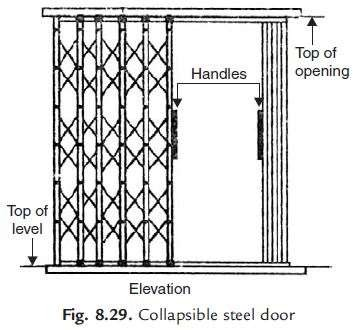 Top of
opening
Handles
Top of
level
Elevation
Fig. 8.29. Collapsible steel door